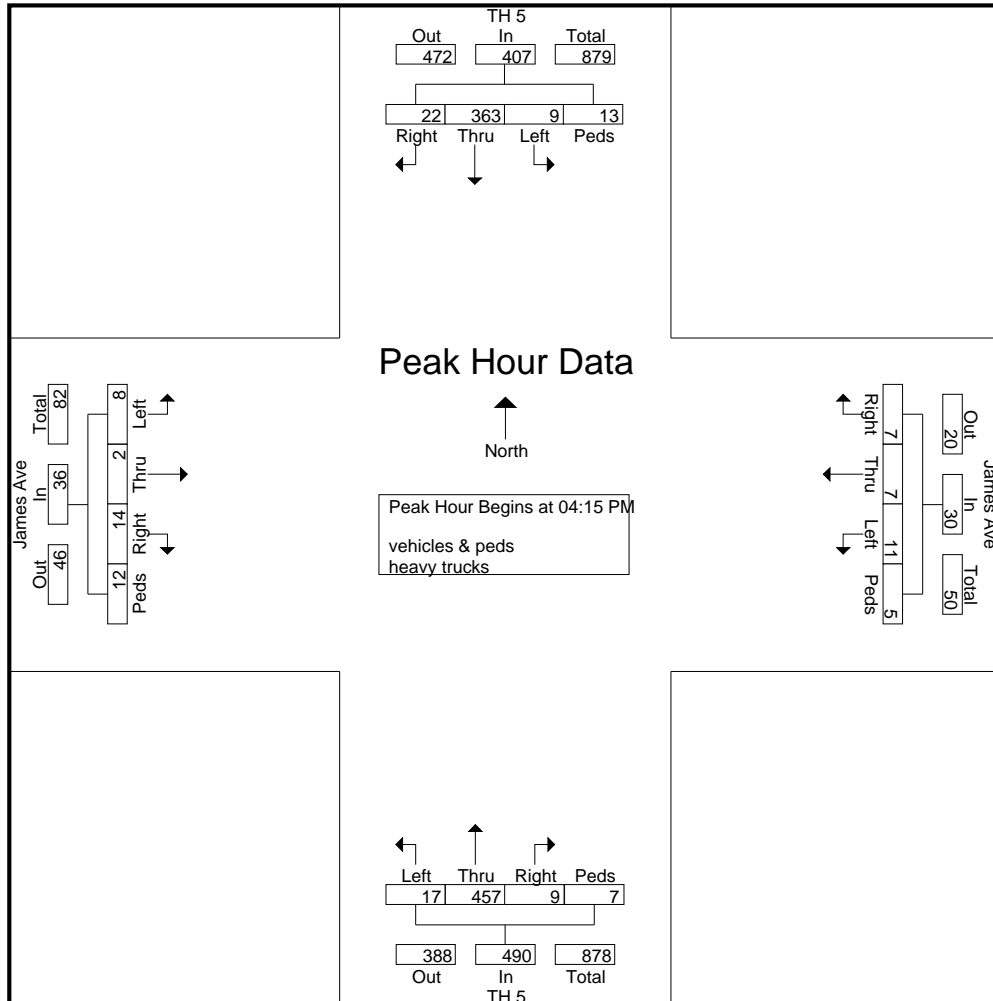 TH 5
Out In Total
472 407 879
22 363 9 13
Right Thru Left Peds
Peak Hour Data
North
Peak Hour Begins at 04:15 PM
vehicles & peds
heavy trucks
James Ave
Total In Out
82 36 46
8 2 14 12
Left Thru Right Peds
James Ave
Out In Total
20 30 50
7 7 11 5
Right Thru Left Peds
Left Thru Right Peds
17 457 9 7
388 490 878
Out In Total
TH 5